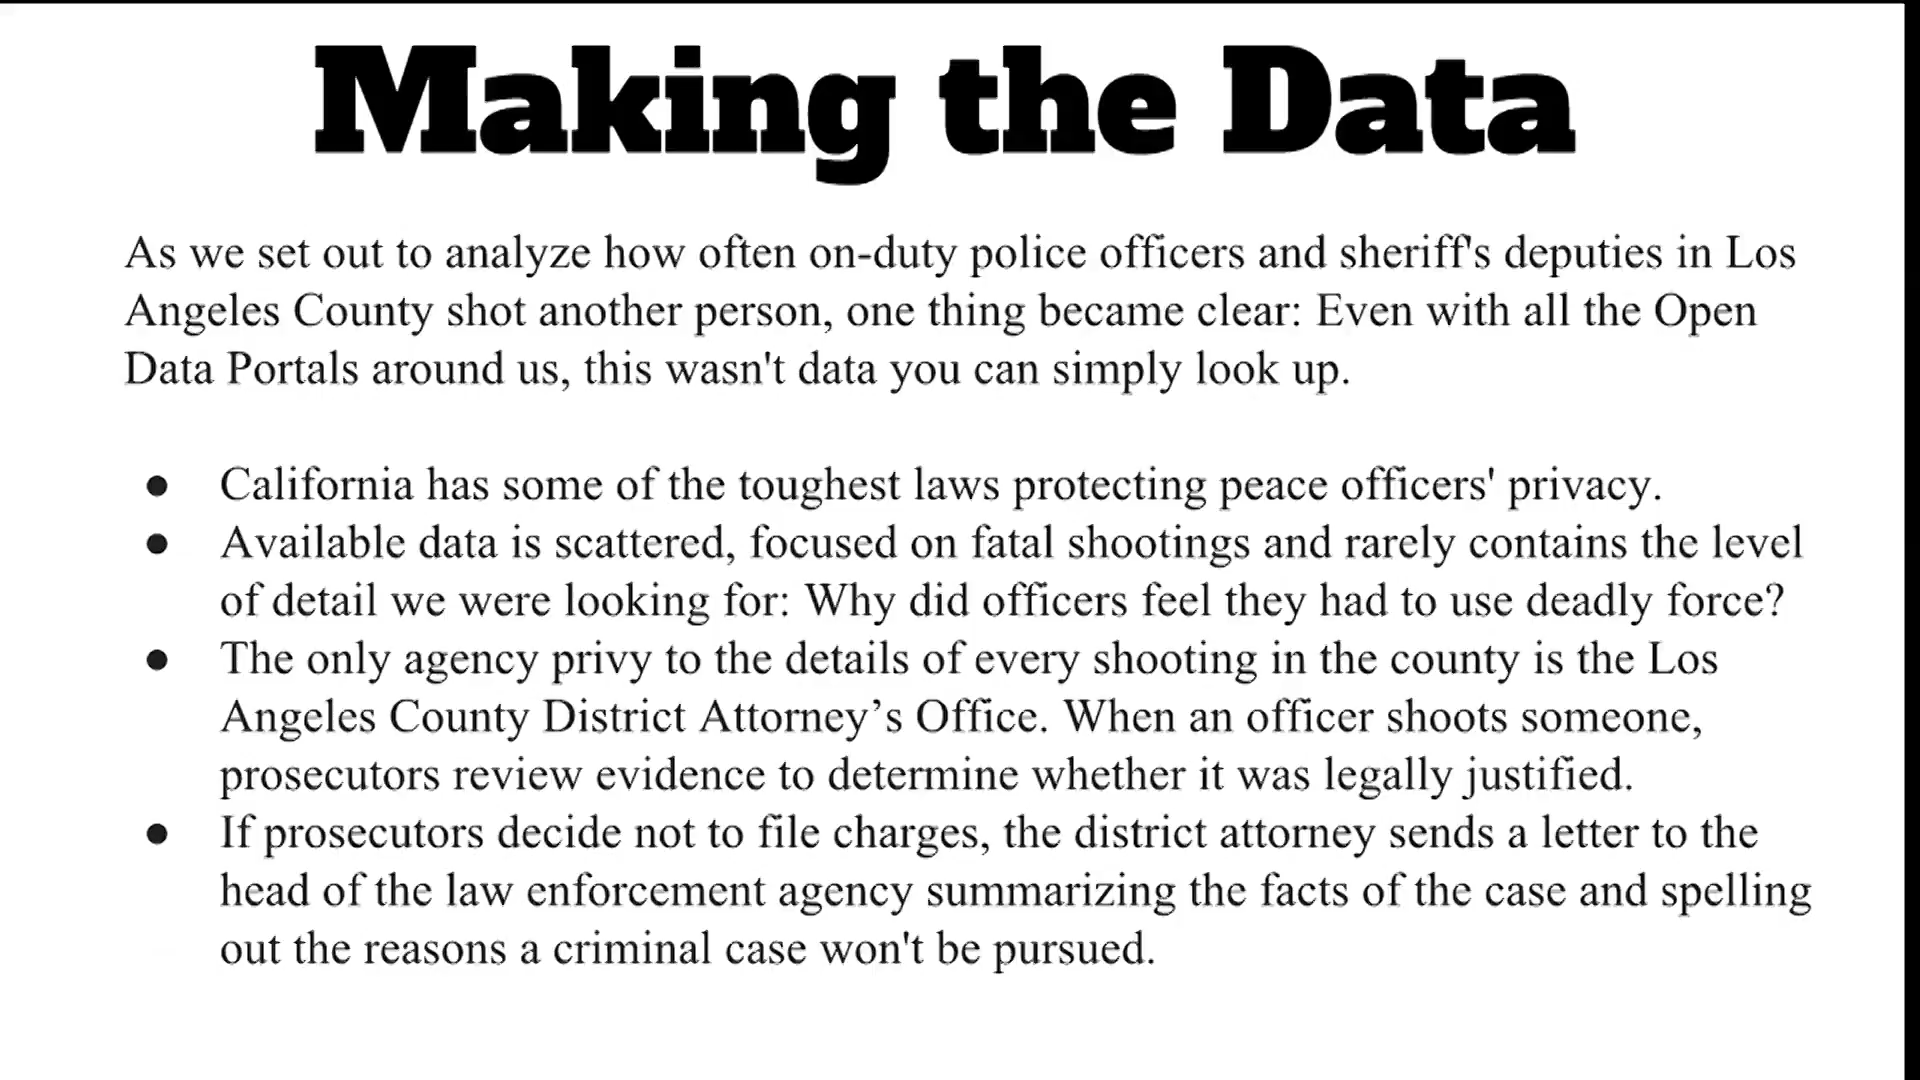 Making the Data
As we set out to analyze how often on-duty police officers and sheriff's deputies in Los
Angeles County shot another person, one thing became clear: Even with all the Open
Data Portals around us, this wasn't data you can simply look up.
● California has some of the toughest laws protecting peace officers' privacy.
● Available data is scattered, focused on fatal shootings and rarely contains the level
of detail we were looking for: Why did officers feel they had to use deadly force?
● The only agency privy to the details of every shooting in the county is the Los
Angeles County District Attorney’s Office. When an officer shoots someone,
prosecutors review evidence to determine whether it was legally justified.
● If prosecutors decide not to file charges, the district attorney sends a letter to the
head of the law enforcement agency summarizing the facts of the case and spelling
out the reasons a criminal case won't be pursued.